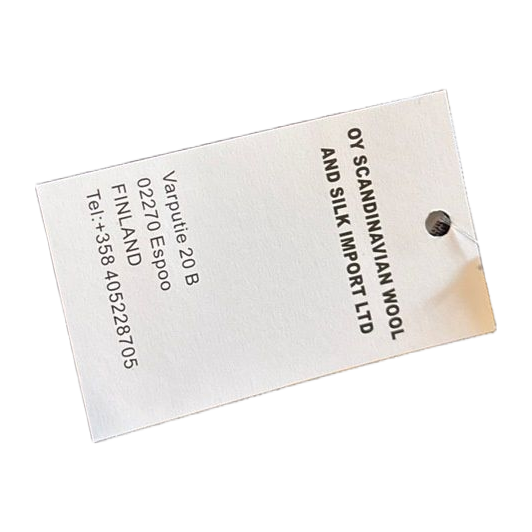 OY SCANDINAVIAN WOOL
AND SILK IMPORT LTD
Varputie 20 B
02270 Espoo
FINLAND
Tel:+358 405228705